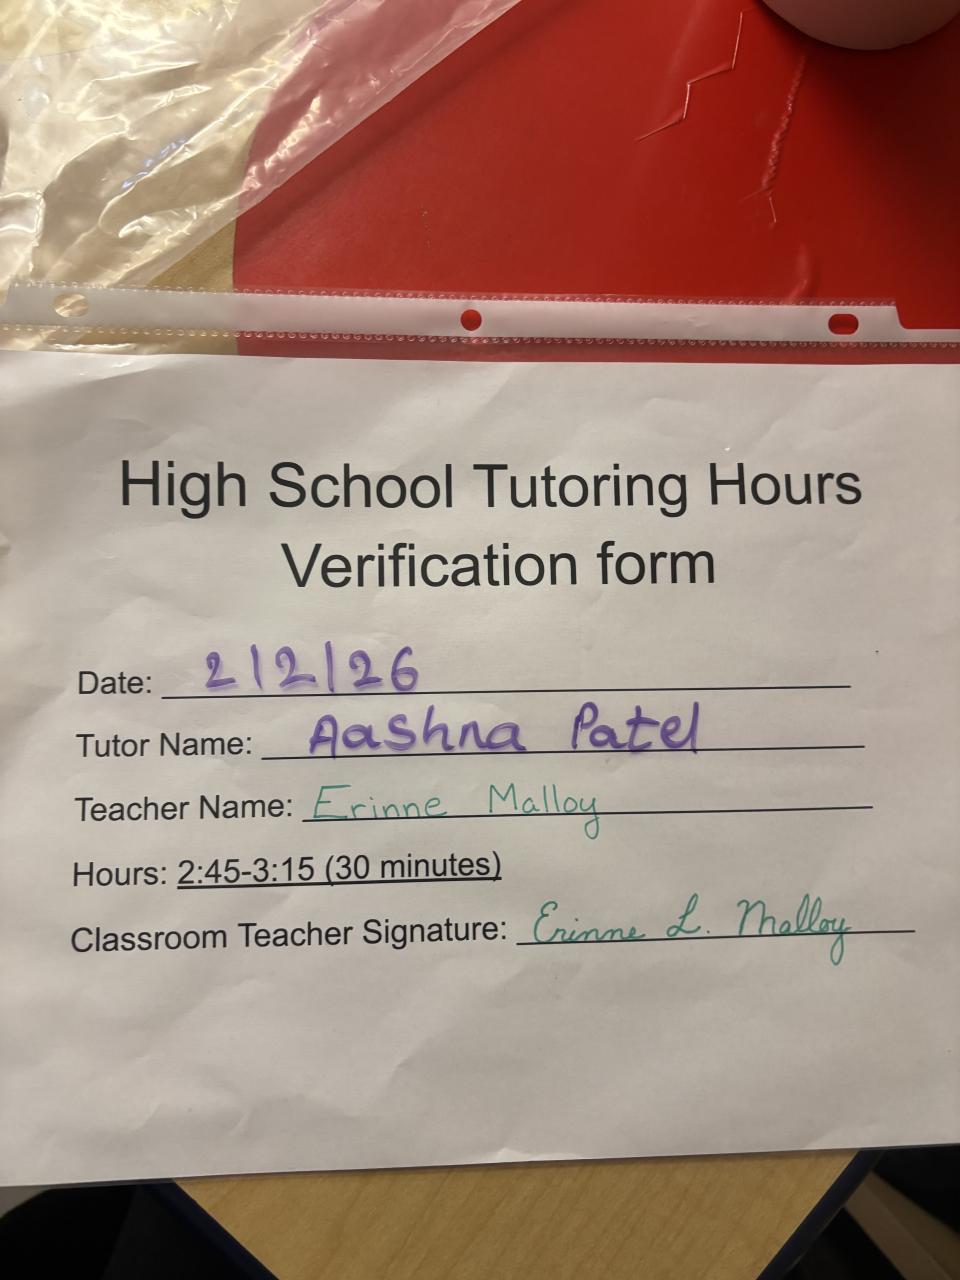 High School Tutoring Hours
Verification form
Date: 2/2/26
Tutor Name: Aashna Patel
Teacher Name: Erinne Malloy
Hours: 2:45-3:15 (30 minutes)
Classroom Teacher Signature: Erinne L. Malloy